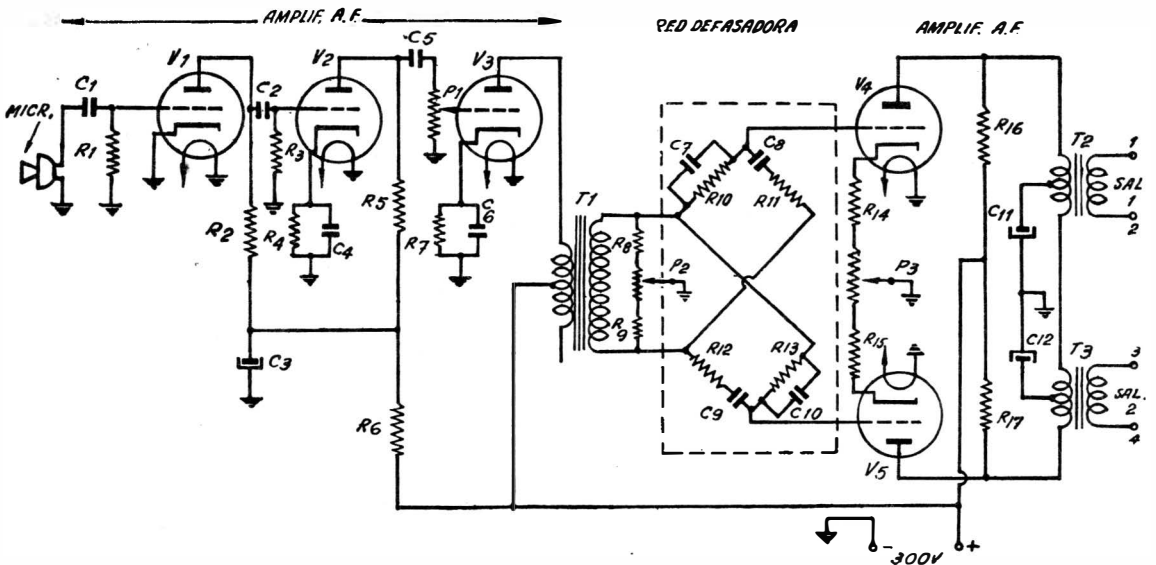 AMPLIF. A.F.
RED DEFASADORA
AMPLIF. A.F.
MICR.
C1
R1
V1
C2
R2
R3
V2
R4
C4
C3
C5
R5
P1
V3
R6
R7
C6
T1
R8
P2
R9
C7
R10
C8
R11
R12
C9
R13
C10
V4
R14
P3
R15
V5
R16
R17
C11
C12
T2
1
SAL
1
2
T3
3
SAL.
2
4
-
300V
+